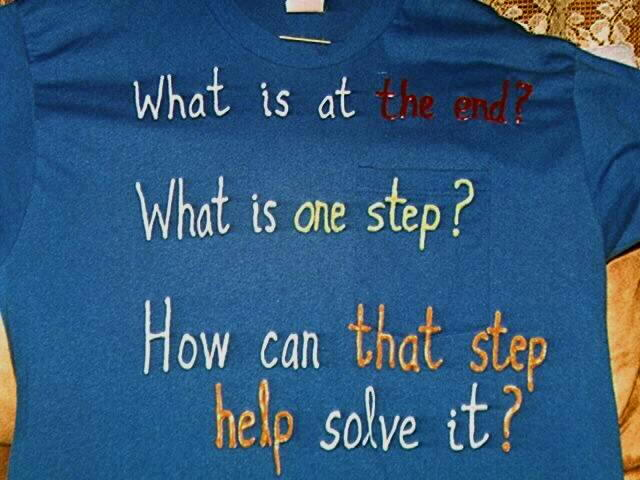 What is at the end?
What is one step?
How can that step
help solve it?